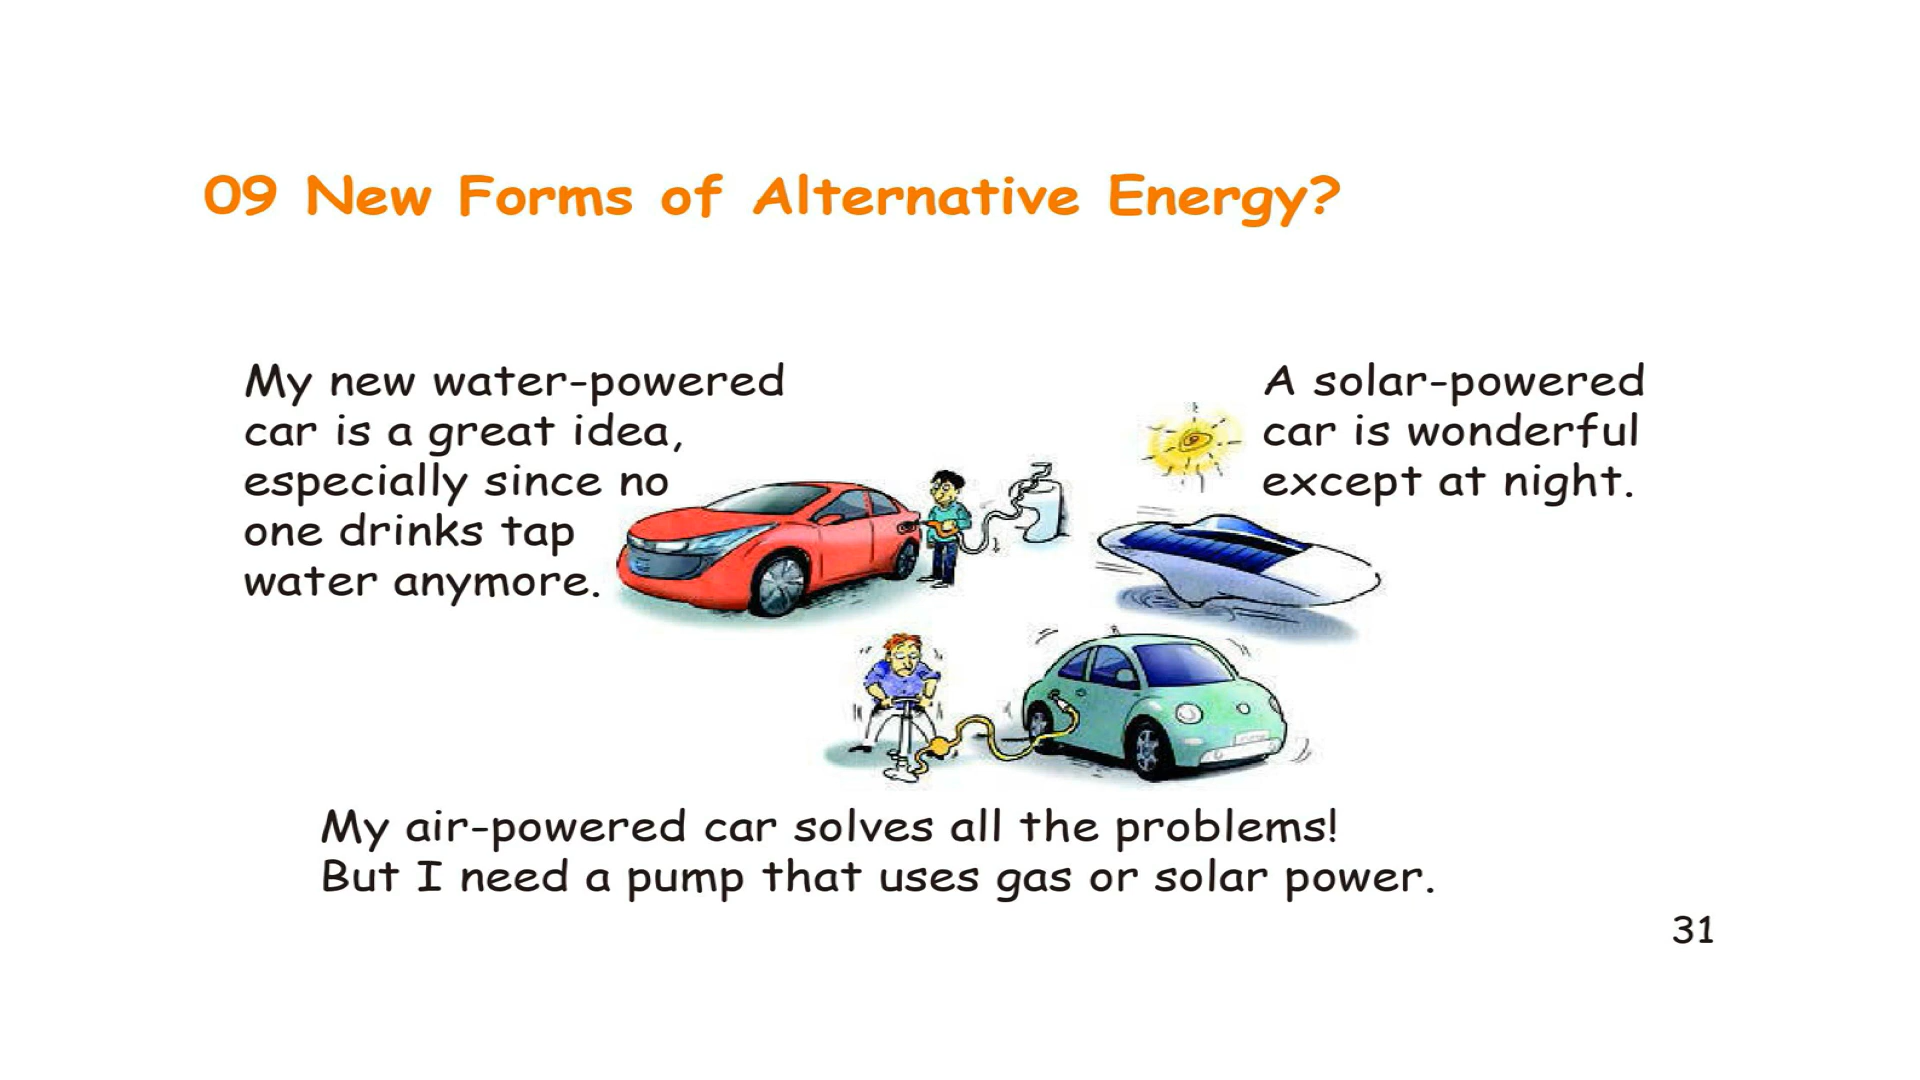 09 New Forms of Alternative Energy?
My new water-powered
car is a great idea,
especially since no
one drinks tap
water anymore.
A solar-powered
car is wonderful
except at night.
My air-powered car solves all the problems!
But I need a pump that uses gas or solar power.
31